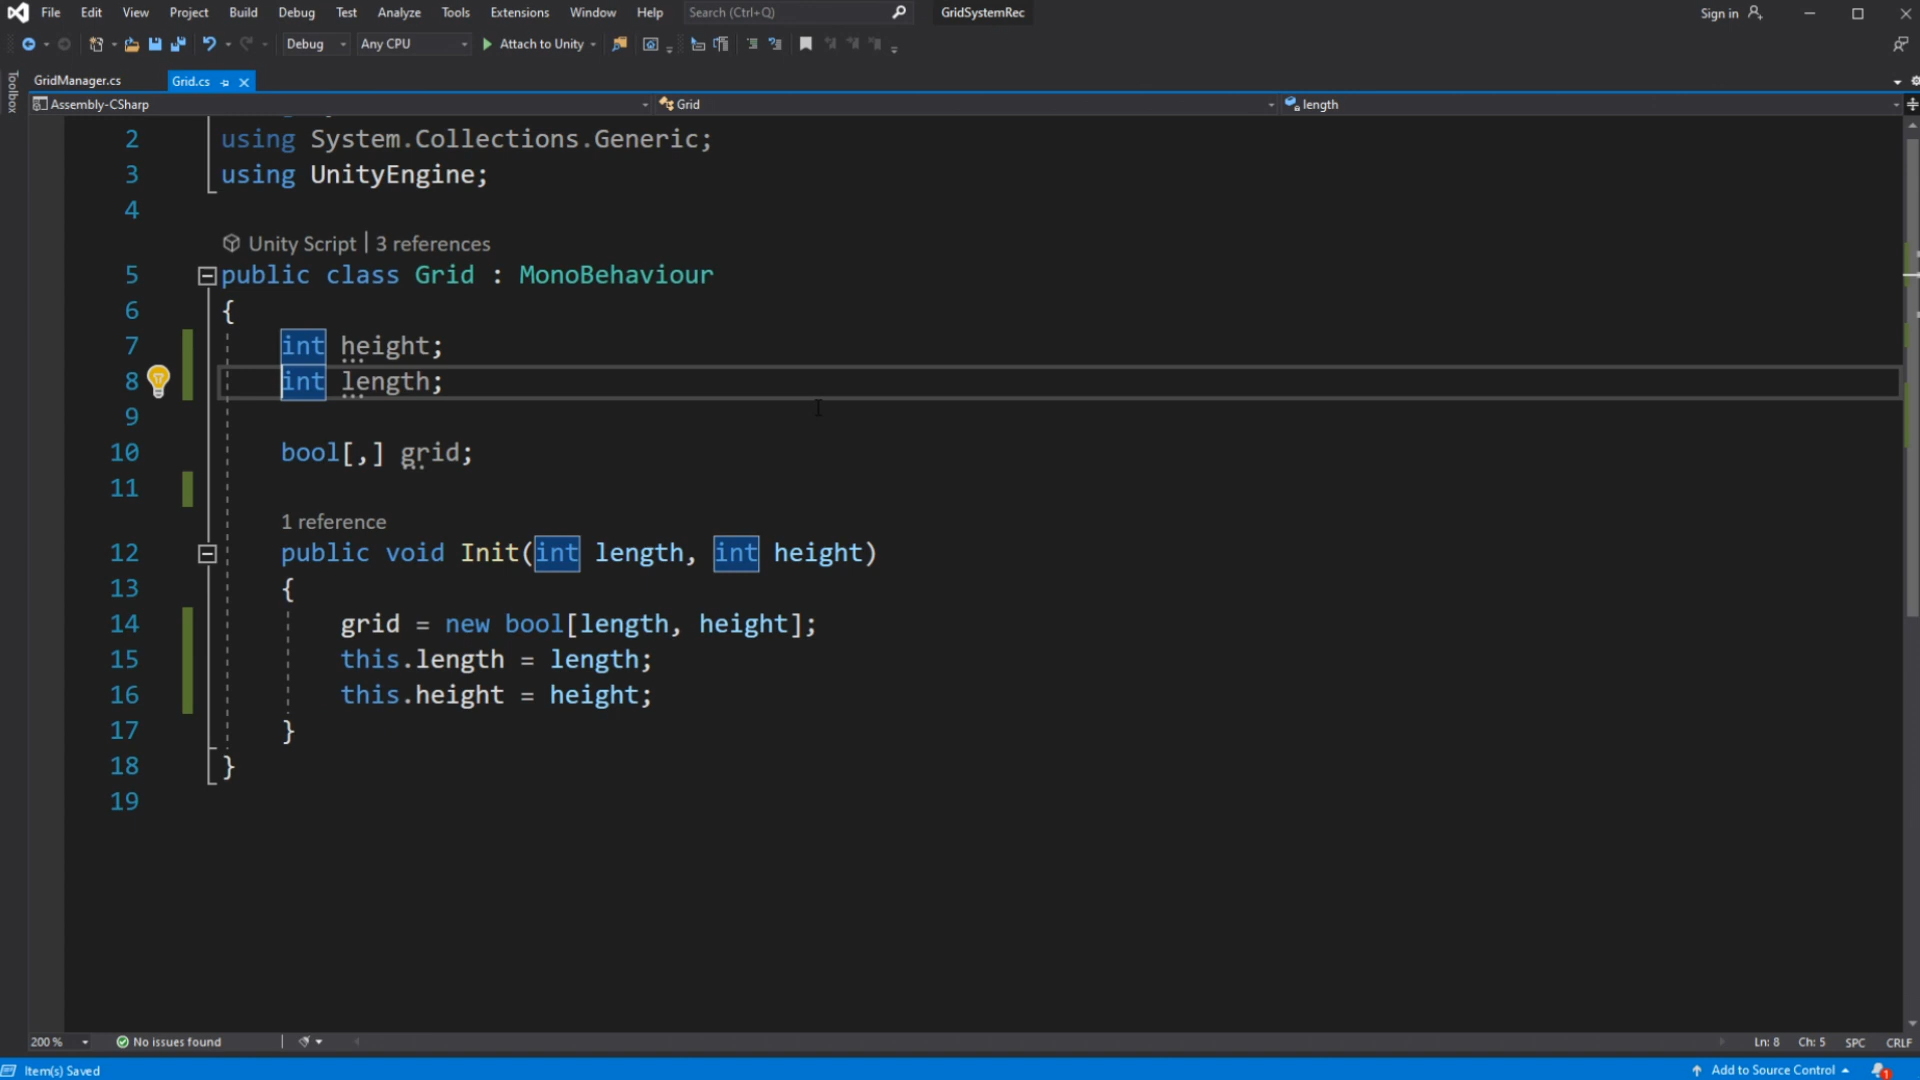 File Edit View Project Build Debug Test Analyze Tools Extensions Window Help Search (Ctrl+Q) GridSystemRec Sign in
Debug Any CPU Attach to Unity
Toolbox
GridManager.cs Grid.cs
Assembly-CSharp Grid length
2 using System.Collections.Generic;
3 using UnityEngine;
4
Unity Script | 3 references
5 public class Grid : MonoBehaviour
6 {
7 int height;
8 int length;
9
10 bool[,] grid;
11
1 reference
12 public void Init(int length, int height)
13 {
14 grid = new bool[length, height];
15 this.length = length;
16 this.height = height;
17 }
18 }
19
200 % No issues found Ln: 8 Ch: 5 SPC CRLF
Item(s) Saved Add to Source Control 1